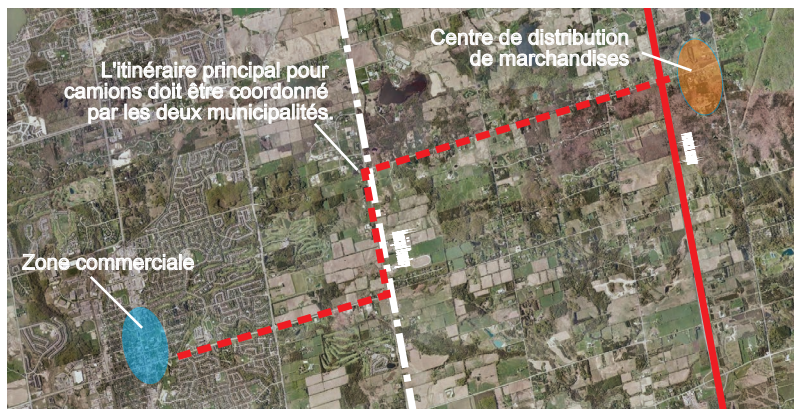 Centre de distribution
de marchandises
L'itinéraire principal pour
camions doit être coordonné
par les deux municipalités.
Zone commerciale